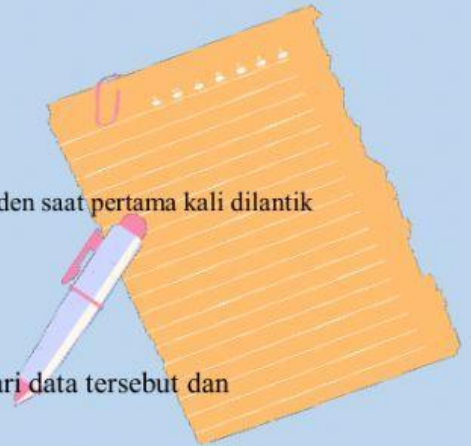 den saat pertama kali dilantik
ari data tersebut dan